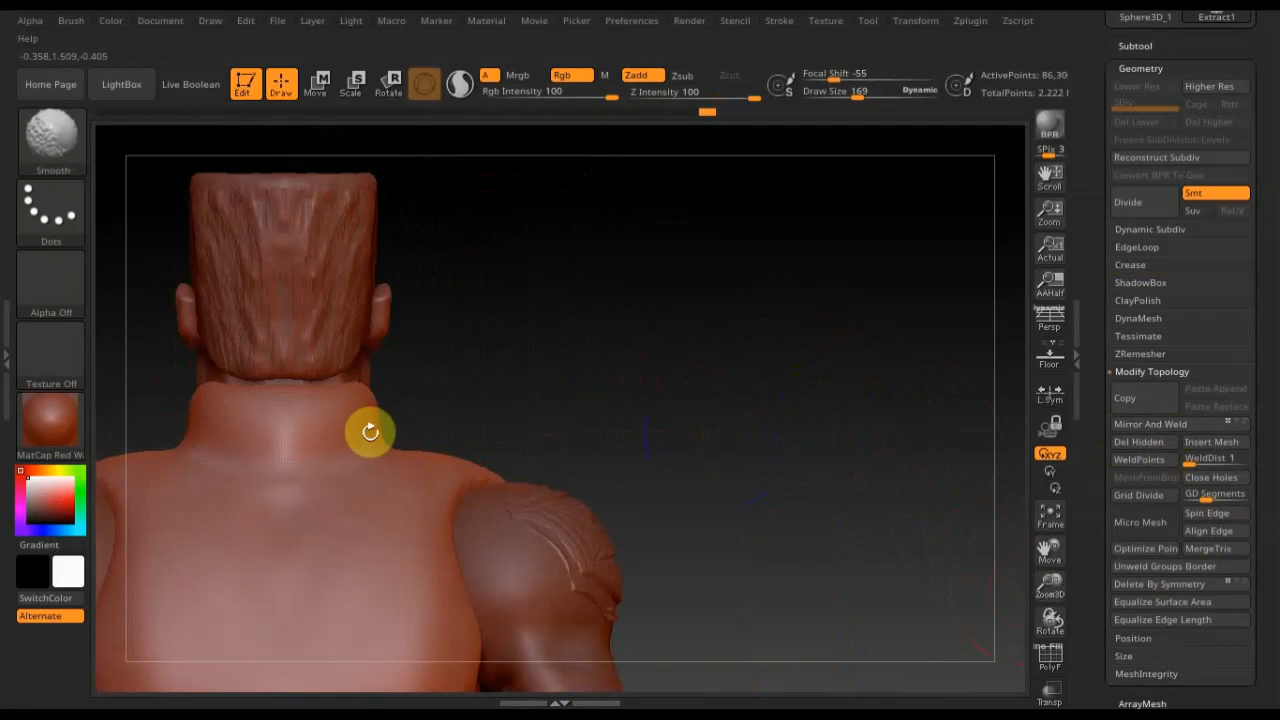 Alpha Brush Color Document Draw Edit File Layer Light Macro Marker Material Movie Picker Preferences Render Stencil Stroke Texture Tool Transform Zplugin Zscript
Help
-0.358,1.509,-0.405
Home Page
LightBox
Live Boolean
Edit
Draw
Move
Scale
Rotate
A
Mrgb
Rgb
M
Rgb Intensity 100
Zadd
Zsub
Zcut
Z Intensity 100
S
Focal Shift -55
Draw Size 169
Dynamic
D
ActivePoints: 86,30
TotalPoints: 2.222
Smooth
Dots
Alpha Off
Texture Off
MatCap Red Wa
Gradient
SwitchColor
Alternate
BPR
SPix 3
Scroll
Zoom
Actual
AAHalf
Dynamic
Persp
Floor
L.Sym
XYZ
Frame
Move
Zoom3D
Rotate
PolyF
Transp
Sphere3D_1
Extract1
Subtool
Geometry
Lower Res
Higher Res
SDiv
Cage
Rstr
Del Lower
Del Higher
Freeze SubDivision Levels
Reconstruct Subdiv
Convert BPR To Geo
Divide
Smt
Suv
ReUV
Dynamic Subdiv
EdgeLoop
Crease
ShadowBox
ClayPolish
DynaMesh
Tessimate
ZRemesher
Modify Topology
Copy
Paste Append
Paste Replace
Mirror And Weld
Del Hidden
Insert Mesh
WeldPoints
WeldDist 1
MeshFromBru
Close Holes
Grid Divide
GD Segments
Micro Mesh
Spin Edge
Align Edge
Optimize Poin
MergeTris
Unweld Groups Border
Delete By Symmetry
Equalize Surface Area
Equalize Edge Length
Position
Size
MeshIntegrity
ArrayMesh